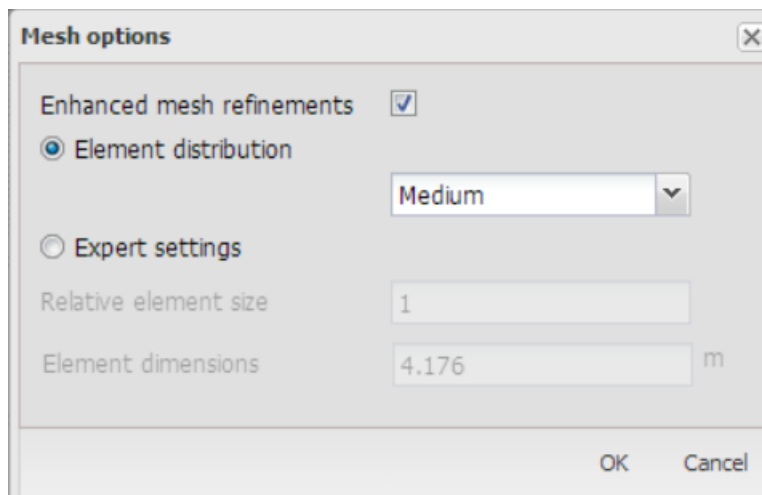 Mesh options
Enhanced mesh refinements
Element distribution
Medium
Expert settings
Relative element size 1
Element dimensions 4.176 m
OK Cancel